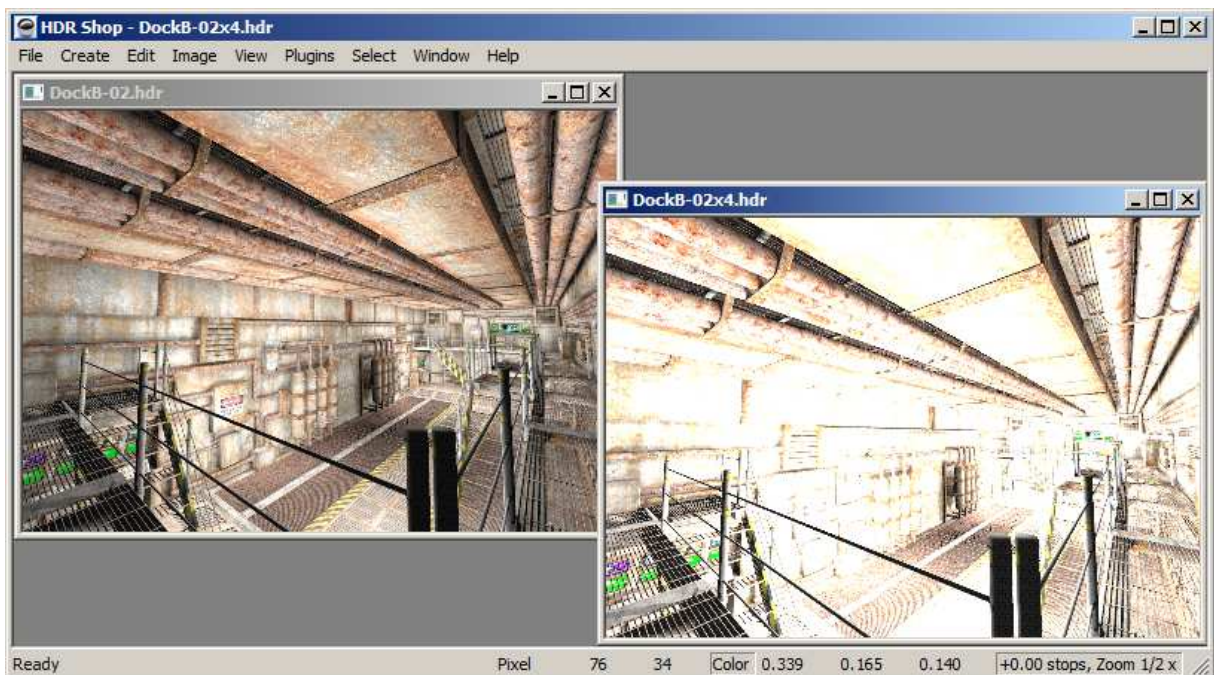 HDR Shop - DockB-02x4.hdr
File Create Edit Image View Plugins Select Window Help
DockB-02.hdr
DockB-02x4.hdr
Ready Pixel 76 34 Color 0.339 0.165 0.140 +0.00 stops, Zoom 1/2 x